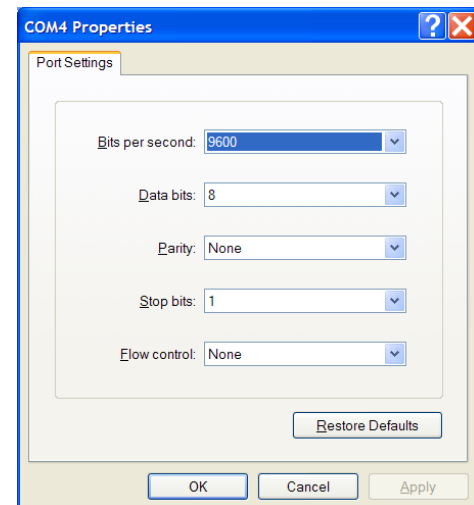 COM4 Properties
Port Settings
Bits per second: 9600
Data bits: 8
Parity: None
Stop bits: 1
Flow control: None
Restore Defaults
OK Cancel Apply